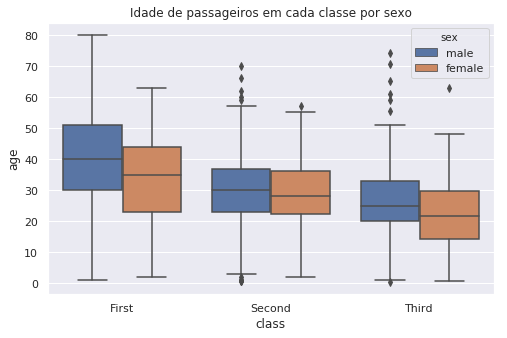 Idade de passageiros em cada classe por sexo
sex
male
female
80
70
60
50
40
30
20
10
0
age
First Second Third
class